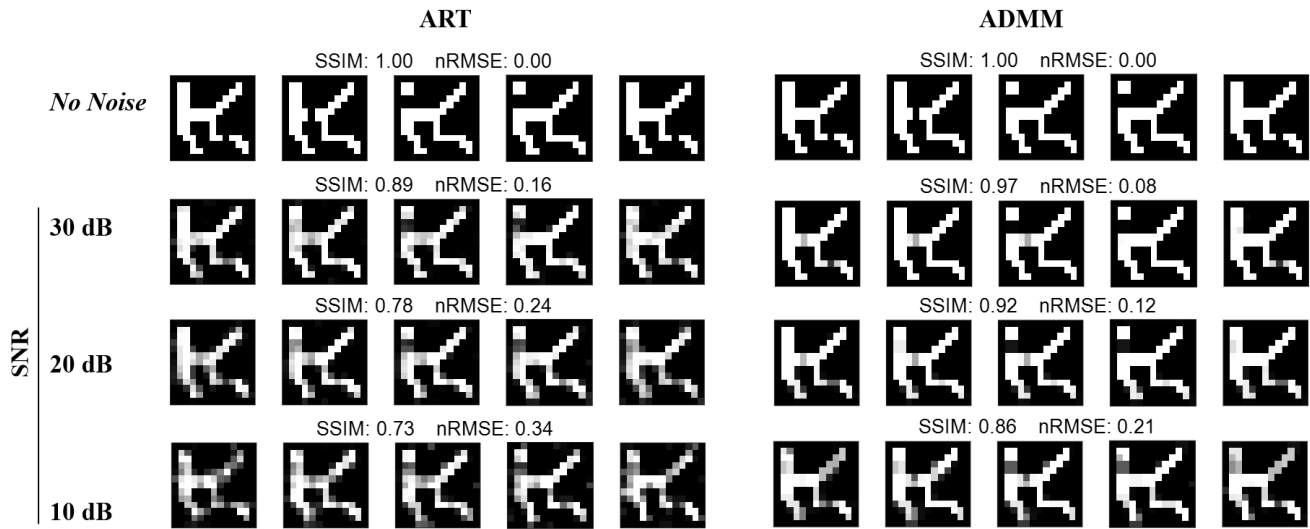 ART ADMM
SSIM: 1.00 nRMSE: 0.00 SSIM: 1.00 nRMSE: 0.00
No Noise
SSIM: 0.89 nRMSE: 0.16 SSIM: 0.97 nRMSE: 0.08
30 dB
SSIM: 0.78 nRMSE: 0.24 SSIM: 0.92 nRMSE: 0.12
SNR
20 dB
SSIM: 0.73 nRMSE: 0.34 SSIM: 0.86 nRMSE: 0.21
10 dB